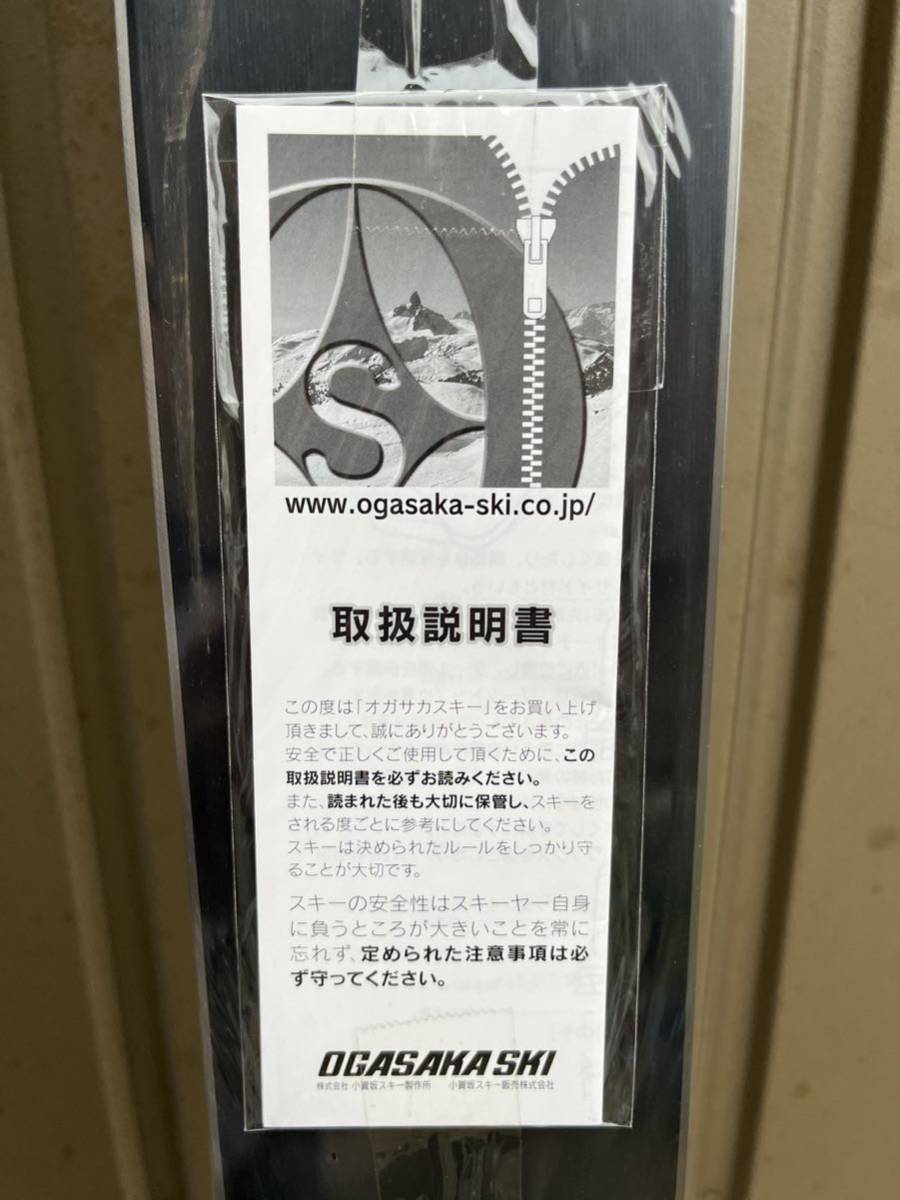 S
www.ogasaka-ski.co.jp/
取扱説明書
この度は「オガサカスキー」をお買い上げ
頂きまして、誠にありがとうございます。
安全で正しくご使用して頂くために、この
取扱説明書を必ずお読みください。
また、読まれた後も大切に保管し、スキーを
される度ごとに参考にしてください。
スキーは決められたルールをしっかり守
ることが大切です。
スキーの安全性はスキーヤー自身
に負うところが大きいことを常に
忘れず、定められた注意事項は必
ず守ってください。
OGASAKA SKI
株式会社 小賀坂スキー製作所　小賀坂スキー販売株式会社